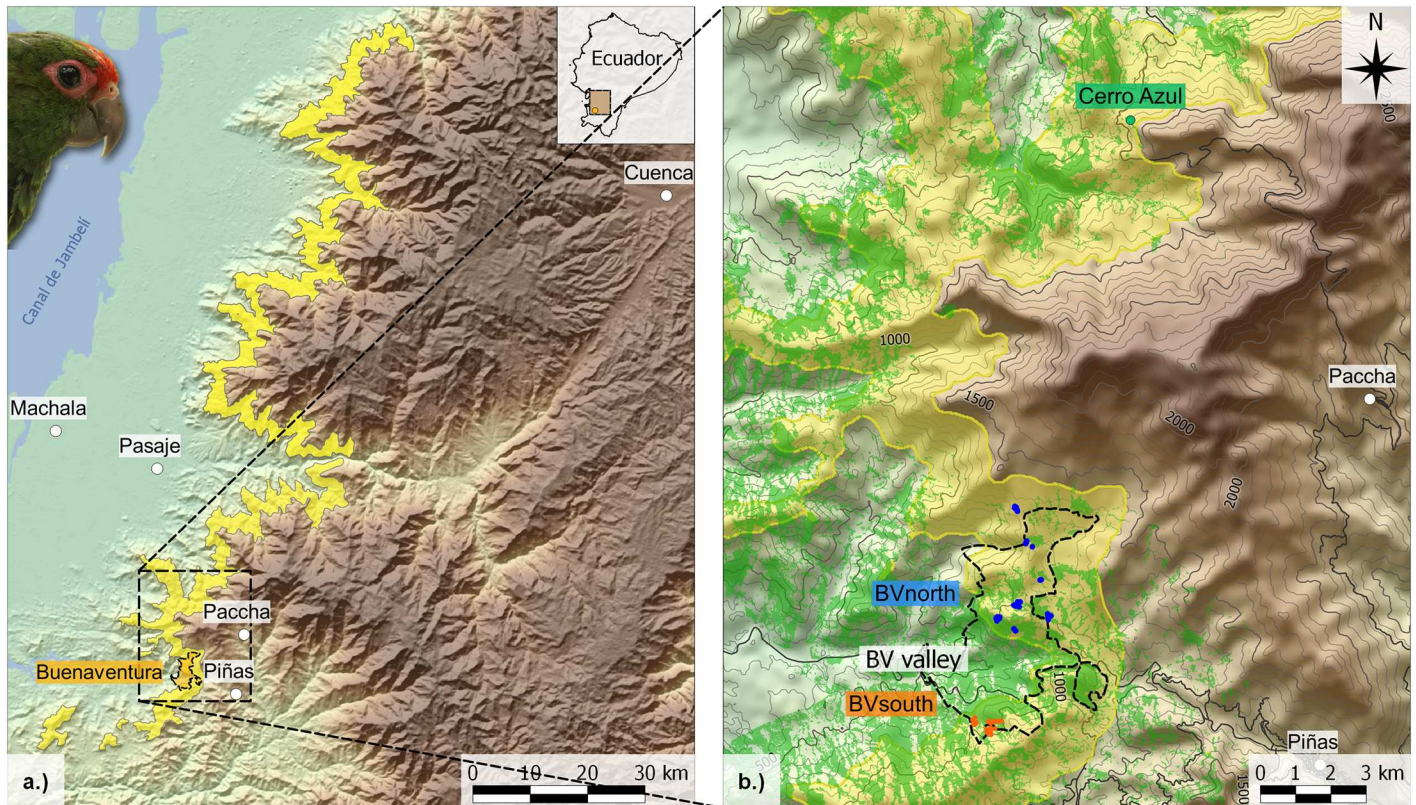 Ecuador
Cuenca
Canal de Jambelí
Machala
Pasaje
Paccha
Buenaventura
Piñas
a.)
0 10 20 30 km
N
Cerro Azul
2500
1000
Paccha
1500
2000
2000
BVnorth
BV valley
1000
BVsouth
500
Piñas
1500
b.)
0 1 2 3 km